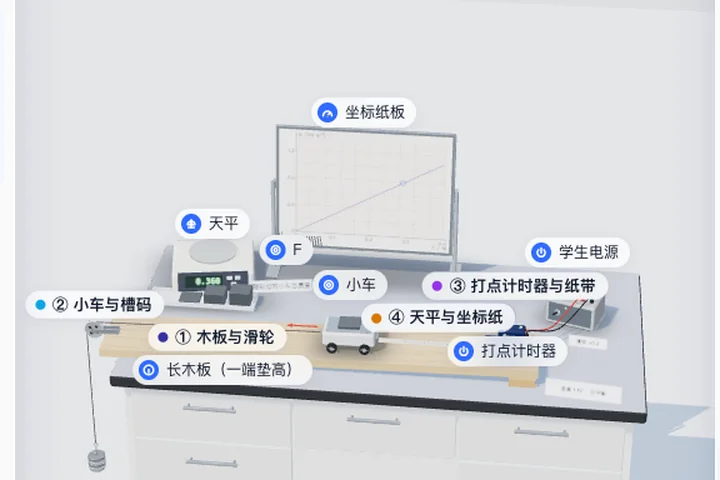 坐标纸板
天平
F
学生电源
小车
③ 打点计时器与纸带
② 小车与槽码
④ 天平与坐标纸
① 木板与滑轮
打点计时器
长木板（一端垫高）
0.360